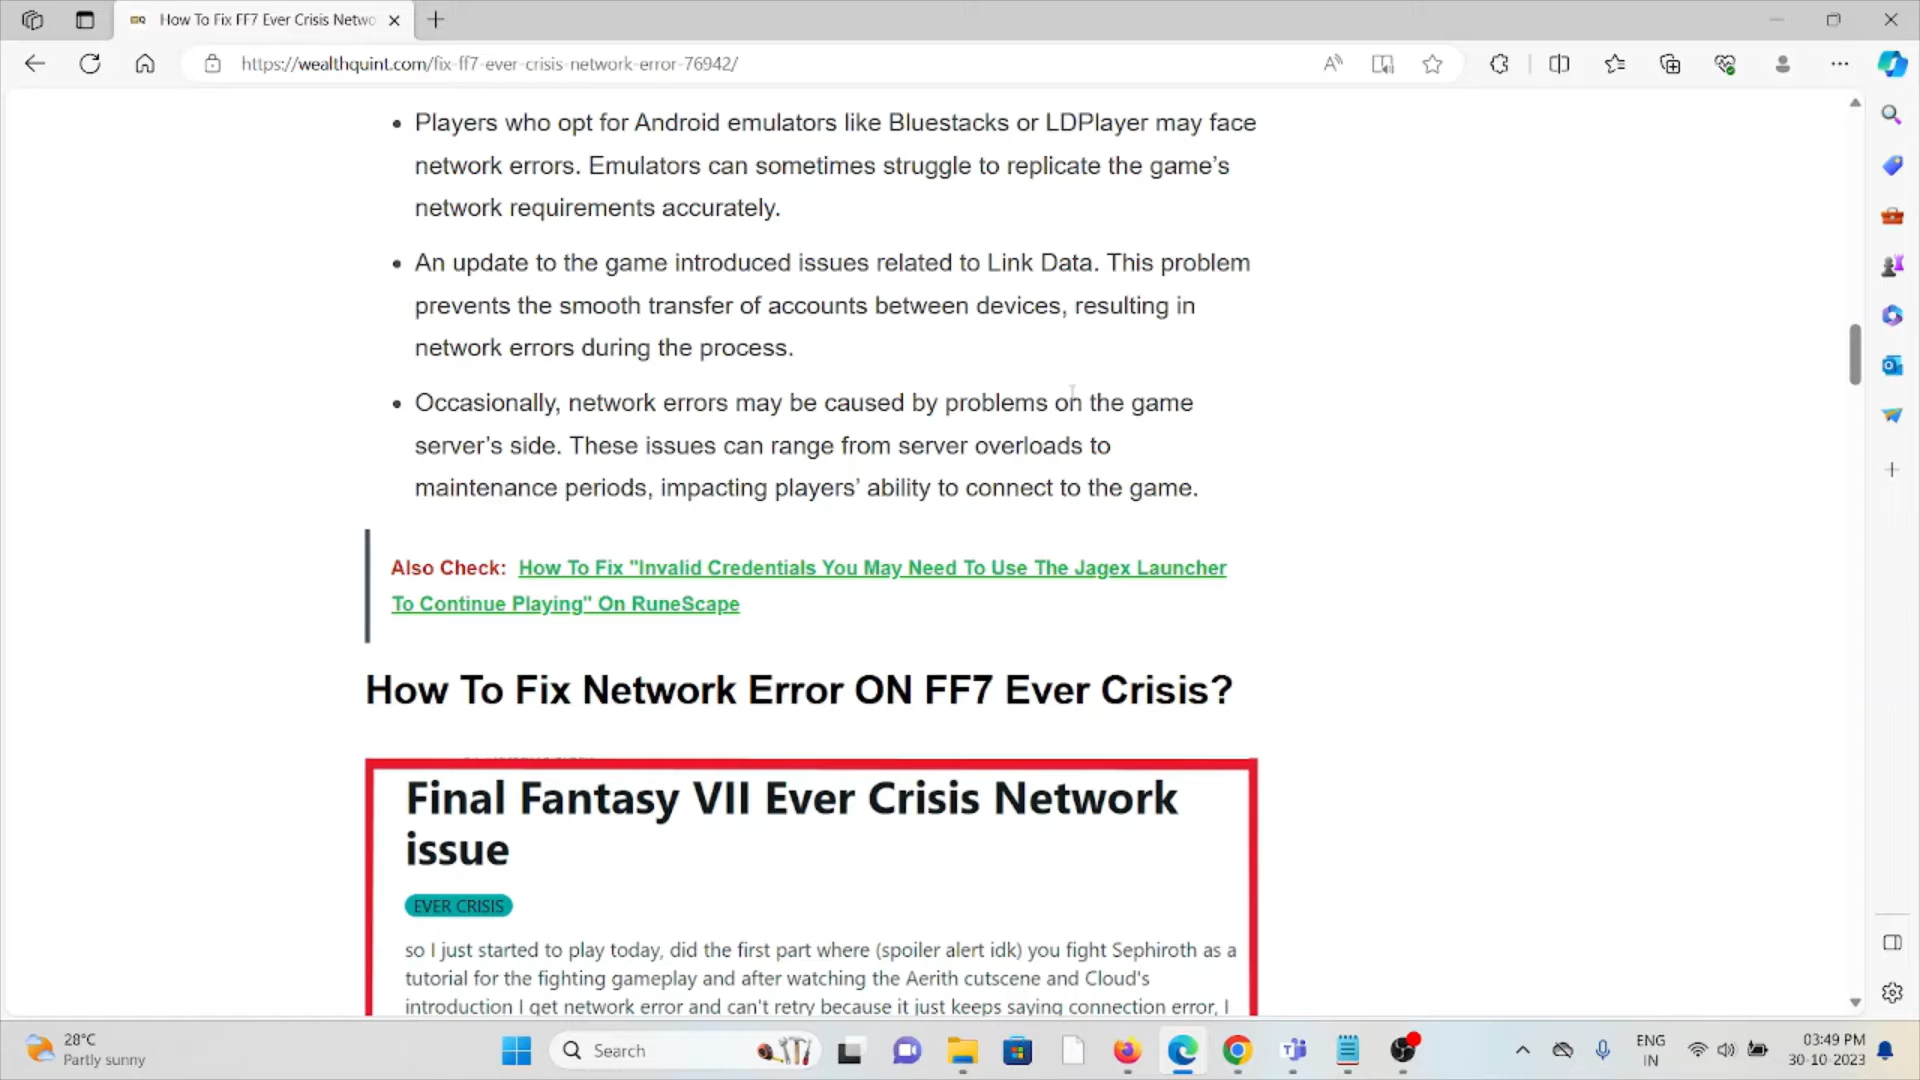 How To Fix FF7 Ever Crisis Netwo
https://wealthquint.com/fix-ff7-ever-crisis-network-error-76942/
• Players who opt for Android emulators like Bluestacks or LDPlayer may face
network errors. Emulators can sometimes struggle to replicate the game’s
network requirements accurately.
• An update to the game introduced issues related to Link Data. This problem
prevents the smooth transfer of accounts between devices, resulting in
network errors during the process.
• Occasionally, network errors may be caused by problems on the game
server’s side. These issues can range from server overloads to
maintenance periods, impacting players’ ability to connect to the game.
Also Check: How To Fix "Invalid Credentials You May Need To Use The Jagex Launcher
To Continue Playing" On RuneScape
How To Fix Network Error ON FF7 Ever Crisis?
Final Fantasy VII Ever Crisis Network
issue
EVER CRISIS
so I just started to play today, did the first part where (spoiler alert idk) you fight Sephiroth as a
tutorial for the fighting gameplay and after watching the Aerith cutscene and Cloud's
introduction I get network error and can't retry because it just keeps saying connection error, I
28°C
Partly sunny
Search
ENG
IN
03:49 PM
30-10-2023